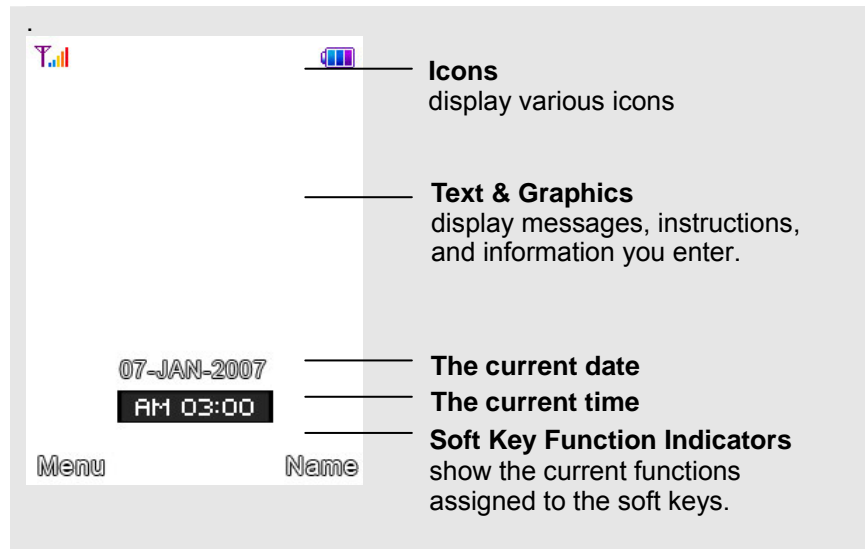 .
Icons
display various icons
Text & Graphics
display messages, instructions,
and information you enter.
07-JAN-2007
The current date
AM 03:00
The current time
Soft Key Function Indicators
Menu
Name
show the current functions
assigned to the soft keys.